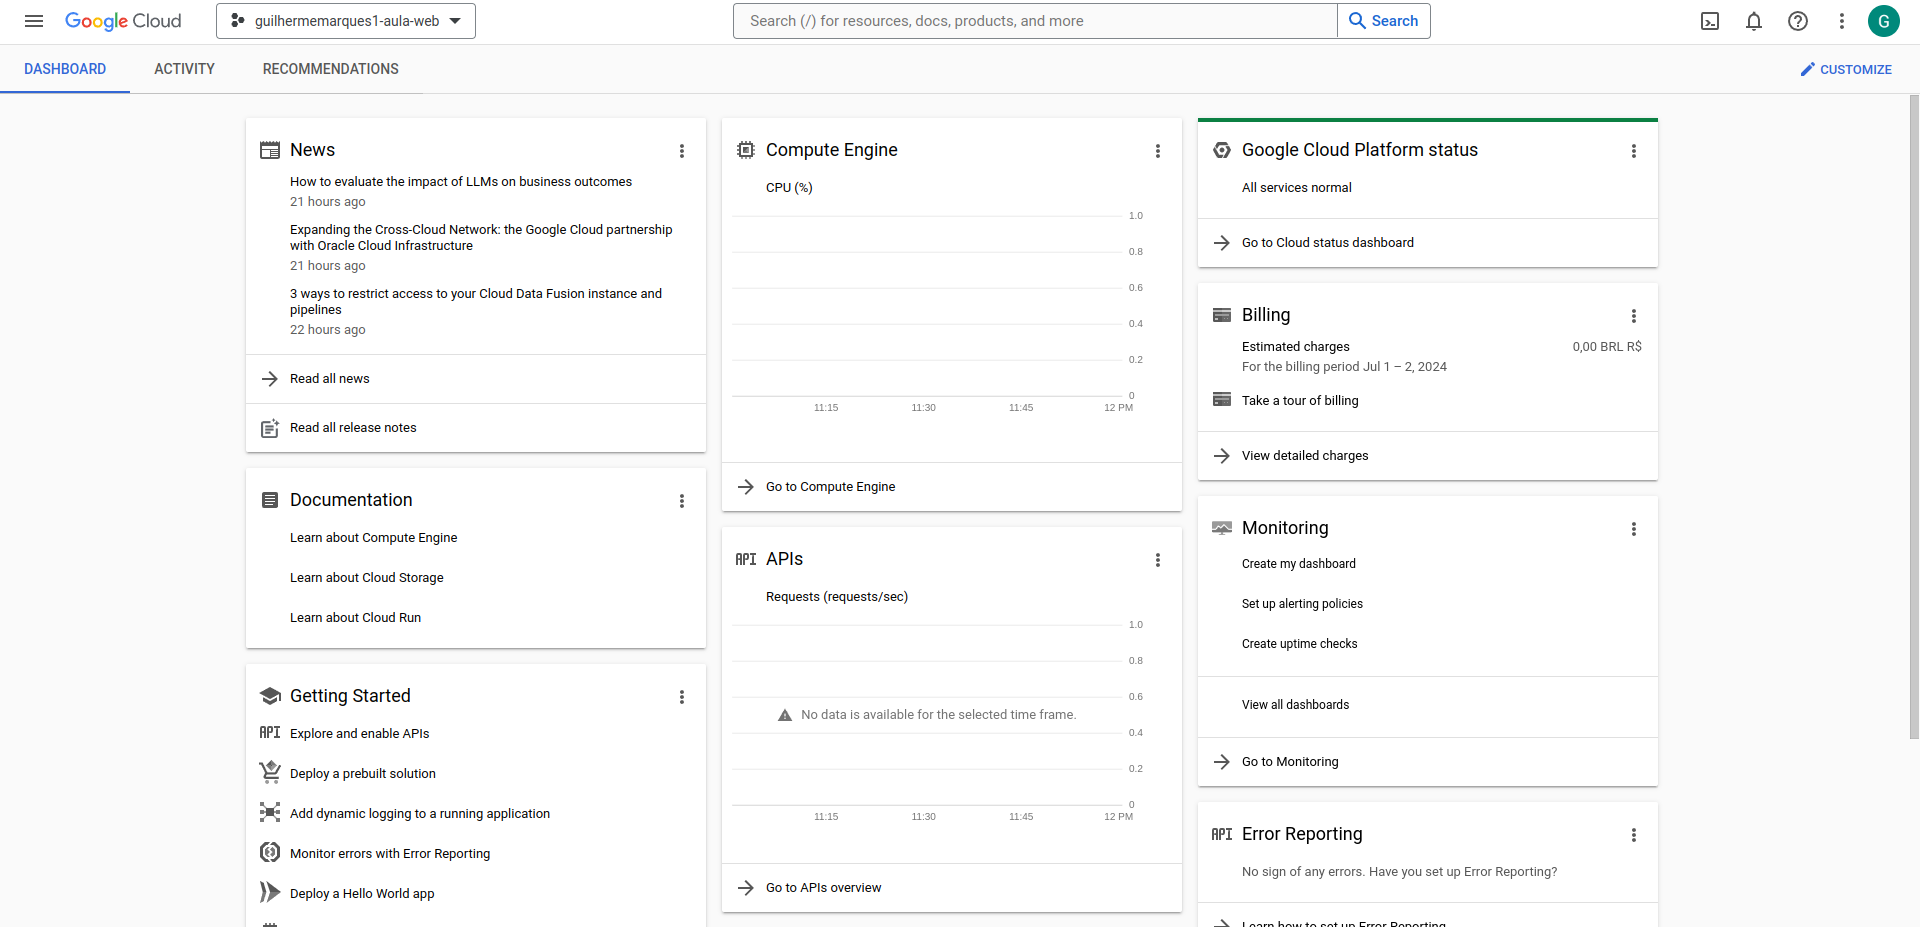 Google Cloud
guilhermemarques1-aula-web
Search (/) for resources, docs, products, and more
Search
G
DASHBOARD
ACTIVITY
RECOMMENDATIONS
CUSTOMIZE
News
How to evaluate the impact of LLMs on business outcomes
21 hours ago
Expanding the Cross-Cloud Network: the Google Cloud partnership
with Oracle Cloud Infrastructure
21 hours ago
3 ways to restrict access to your Cloud Data Fusion instance and
pipelines
22 hours ago
Read all news
Read all release notes
Documentation
Learn about Compute Engine
Learn about Cloud Storage
Learn about Cloud Run
Getting Started
API Explore and enable APIs
Deploy a prebuilt solution
Add dynamic logging to a running application
Monitor errors with Error Reporting
Deploy a Hello World app
Compute Engine
CPU (%)
1.0
0.8
0.6
0.4
0.2
0
11:15 11:30 11:45 12 PM
Go to Compute Engine
API APIs
Requests (requests/sec)
1.0
0.8
0.6
No data is available for the selected time frame.
0.4
0.2
0
11:15 11:30 11:45 12 PM
Go to APIs overview
Google Cloud Platform status
All services normal
Go to Cloud status dashboard
Billing
Estimated charges 0,00 BRL R$
For the billing period Jul 1 – 2, 2024
Take a tour of billing
View detailed charges
Monitoring
Create my dashboard
Set up alerting policies
Create uptime checks
View all dashboards
Go to Monitoring
API Error Reporting
No sign of any errors. Have you set up Error Reporting?
Learn how to set up Error Reporting